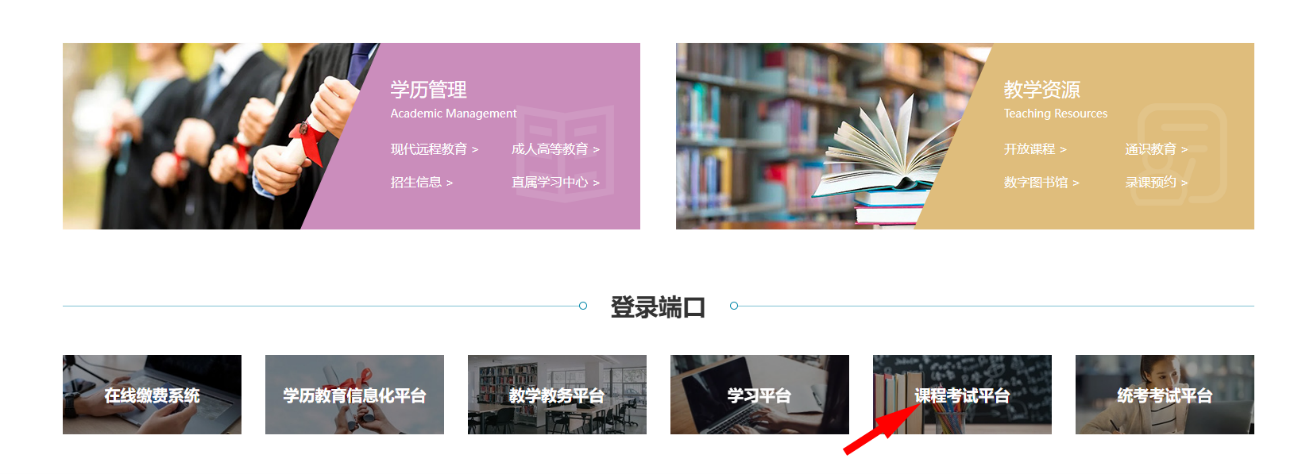 学历管理
Academic Management
现代远程教育 > 成人高等教育 >
招生信息 > 直属学习中心 >
教学资源
Teaching Resources
开放课程 > 通识教育 >
数字图书馆 > 录课预约 >
登录端口
在线缴费系统 学历教育信息化平台 教学教务平台 学习平台 课程考试平台 统考考试平台